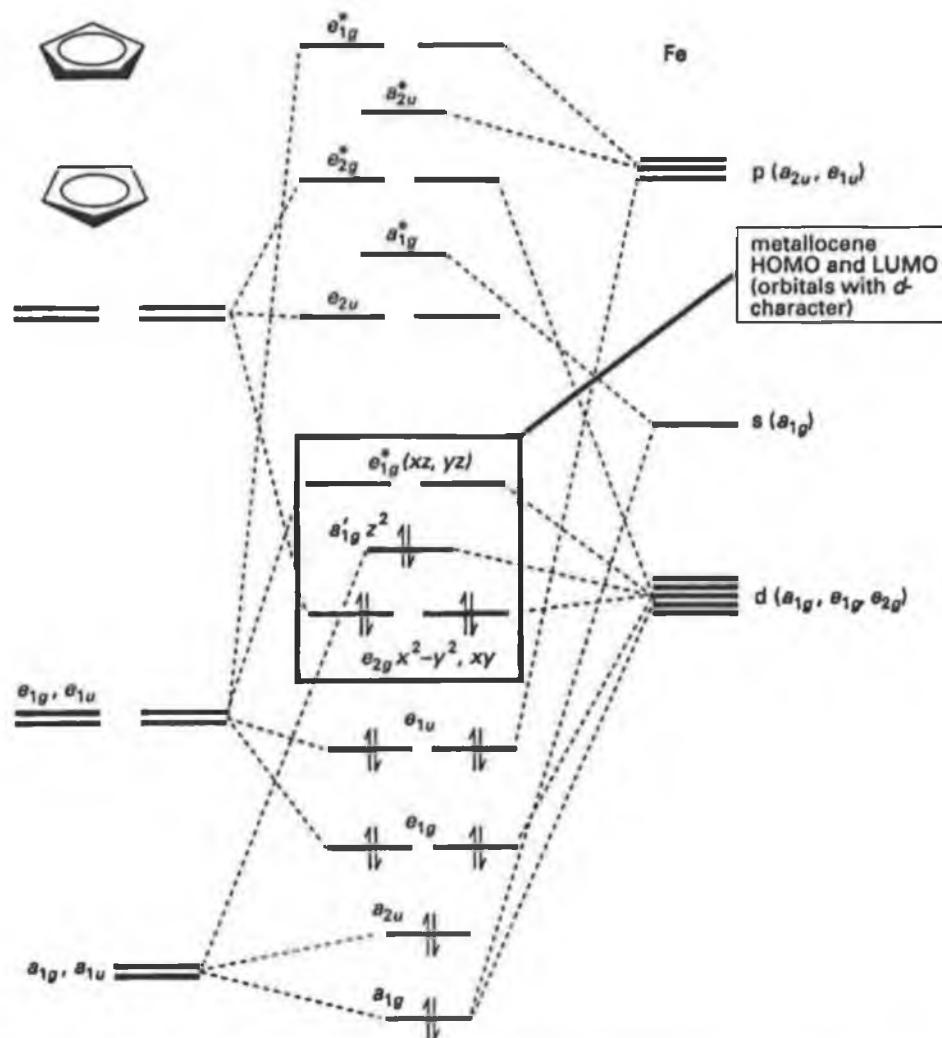 e*1g
Fe
a*2u
e*2g
p (a2u, e1u)
a*1g
metallocene
HOMO and LUMO
(orbitals with d-
character)
e2u
s (a1g)
e*1g (xz, yz)
a′1g z²
d (a1g, e1g, e2g)
e2g x²–y², xy
e1g, e1u
e1u
e1g
a2u
a1g, a1u
a1g